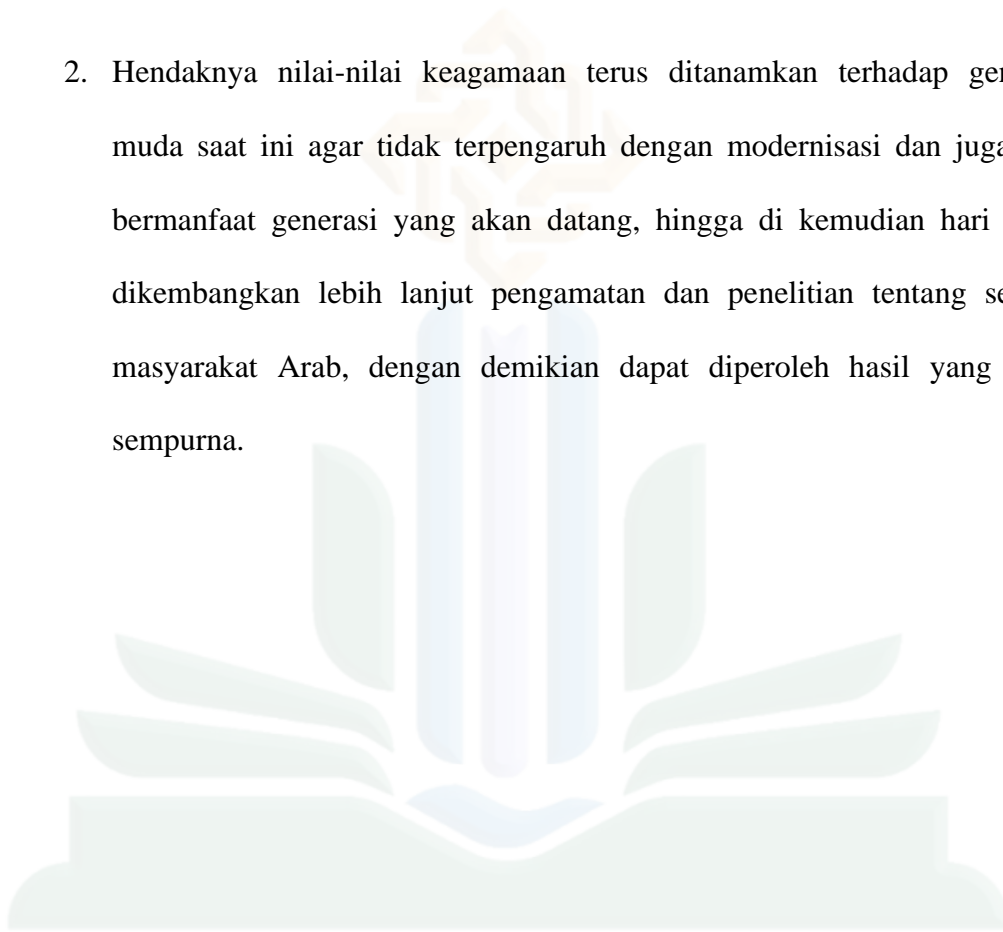 2. Hendaknya nilai-nilai keagamaan terus ditanamkan terhadap
muda saat ini agar tidak terpengaruh dengan modernisasi dan juga
bermanfaat generasi yang akan datang, hingga di kemudian hari
dikembangkan lebih lanjut pengamatan dan penelitian tentang
masyarakat Arab, dengan demikian dapat diperoleh hasil yang
sempurna.